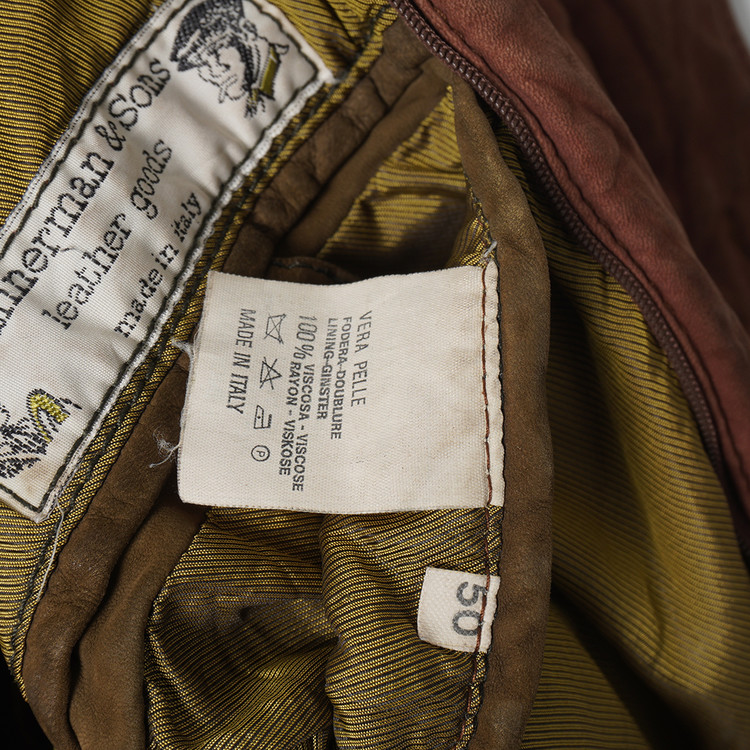 & Sons
leather goods
made in italy
VERA PELLE
FODERA-DOUBLURE
LINING-GINSTER
100% VISCOSA - VISCOSE
RAYON - VISKOSE
P
MADE IN ITALY
50